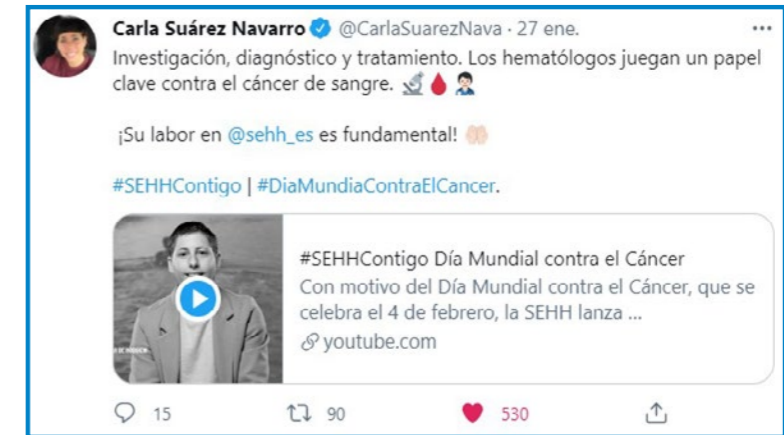 Carla Suárez Navarro @CarlaSuarezNava · 27 ene.
Investigación, diagnóstico y tratamiento. Los hematólogos juegan un papel
clave contra el cáncer de sangre. 🔬🩸👨🏻‍⚕️
¡Su labor en @sehh_es es fundamental! 👏🏻
#SEHHContigo | #DiaMundiaContraElCancer.
#SEHHContigo Día Mundial contra el Cáncer
Con motivo del Día Mundial contra el Cáncer, que se
celebra el 4 de febrero, la SEHH lanza ...
youtube.com
15 90 530